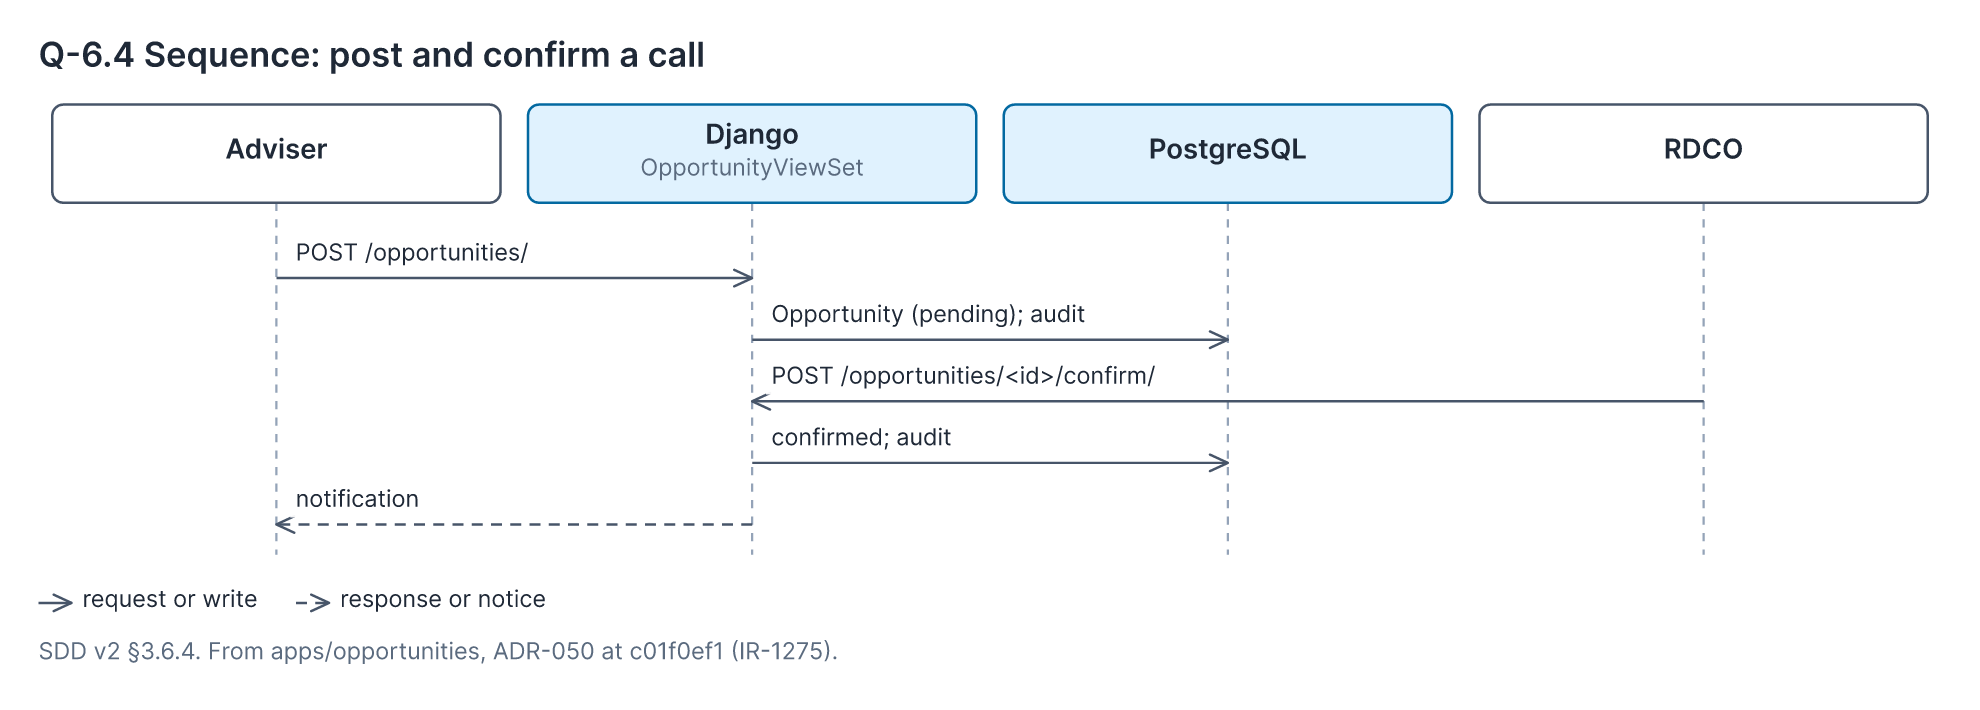 Q-6.4 Sequence: post and confirm a call
Adviser
Django
OpportunityViewSet
PostgreSQL
RDCO
POST /opportunities/
Opportunity (pending); audit
POST /opportunities/<id>/confirm/
confirmed; audit
notification
request or write
response or notice
SDD v2 §3.6.4. From apps/opportunities, ADR-050 at c01f0ef1 (IR-1275).